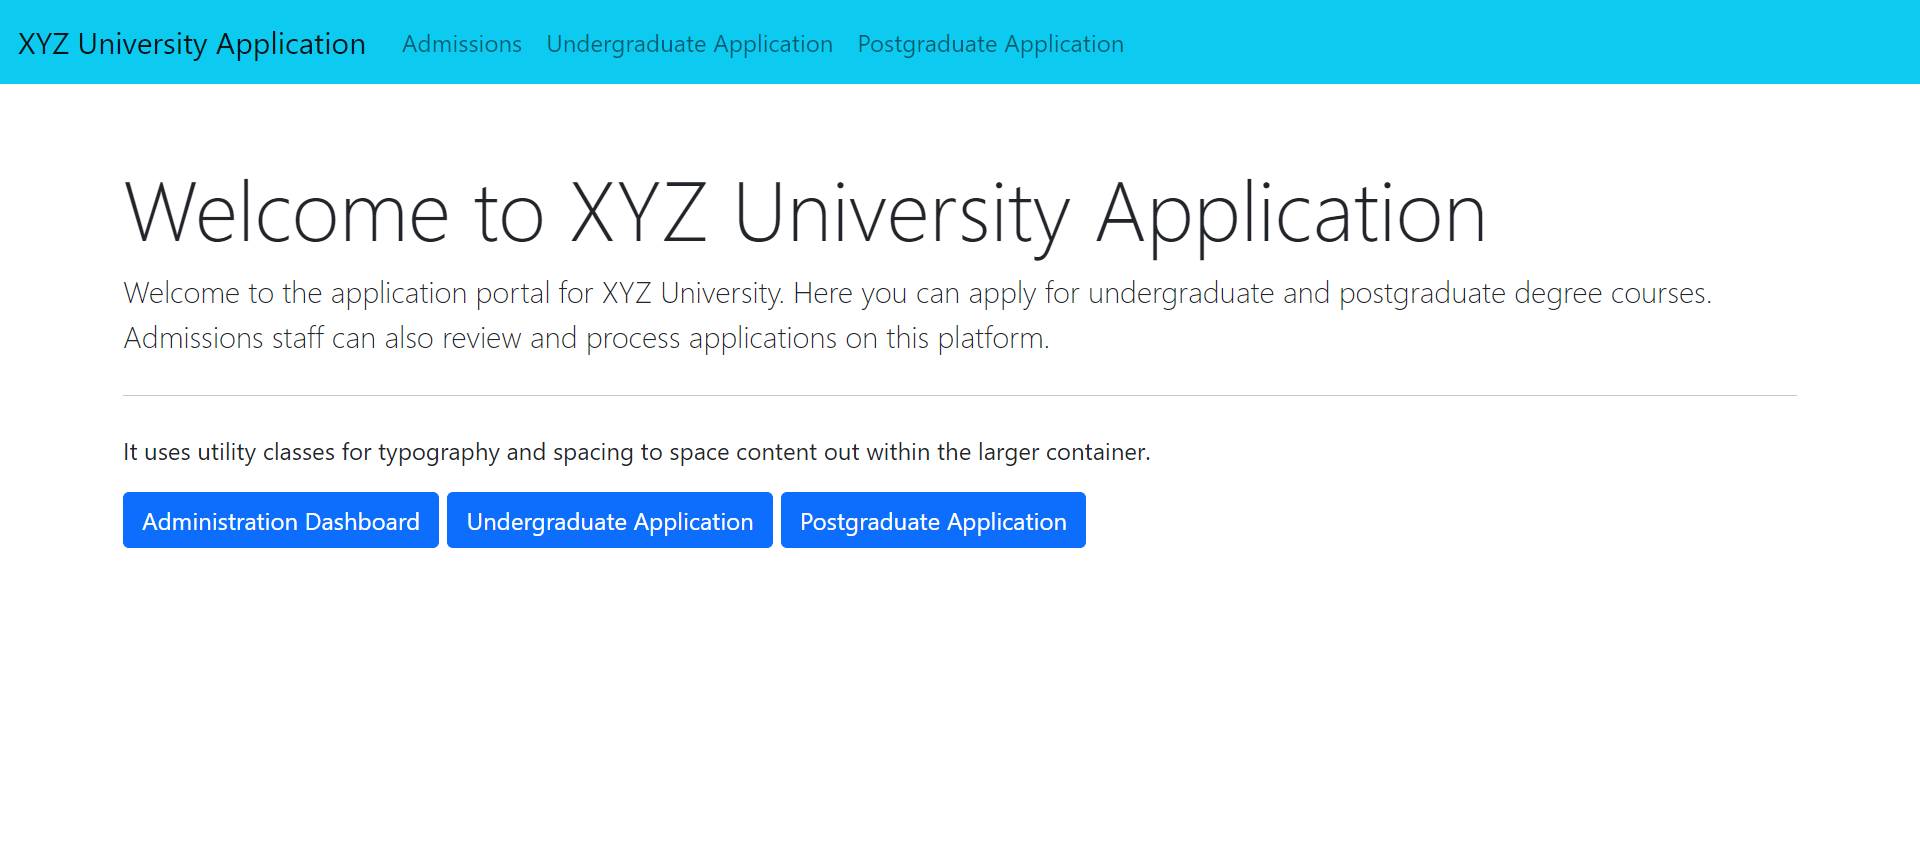 XYZ University Application Admissions Undergraduate Application Postgraduate Application
Welcome to XYZ University Application
Welcome to the application portal for XYZ University. Here you can apply for undergraduate and postgraduate degree courses.
Admissions staff can also review and process applications on this platform.
It uses utility classes for typography and spacing to space content out within the larger container.
Administration Dashboard Undergraduate Application Postgraduate Application